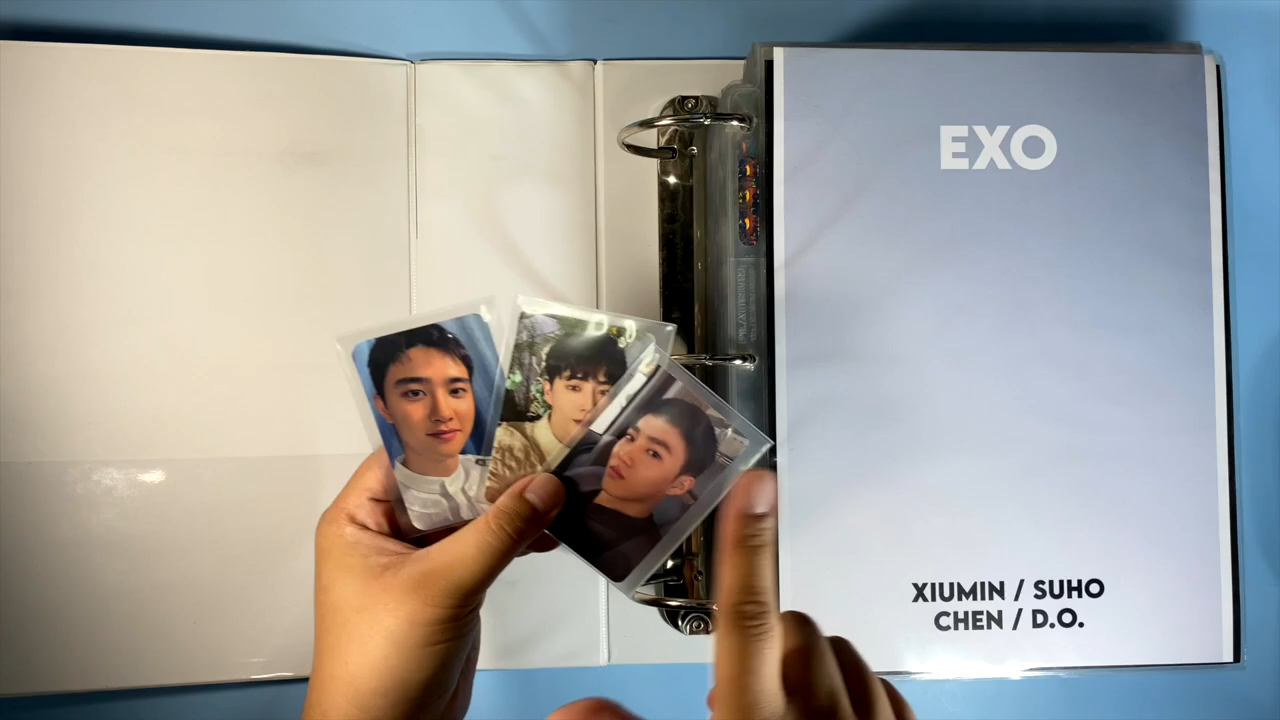 EXO
XIUMIN / SUHO
CHEN / D.O.